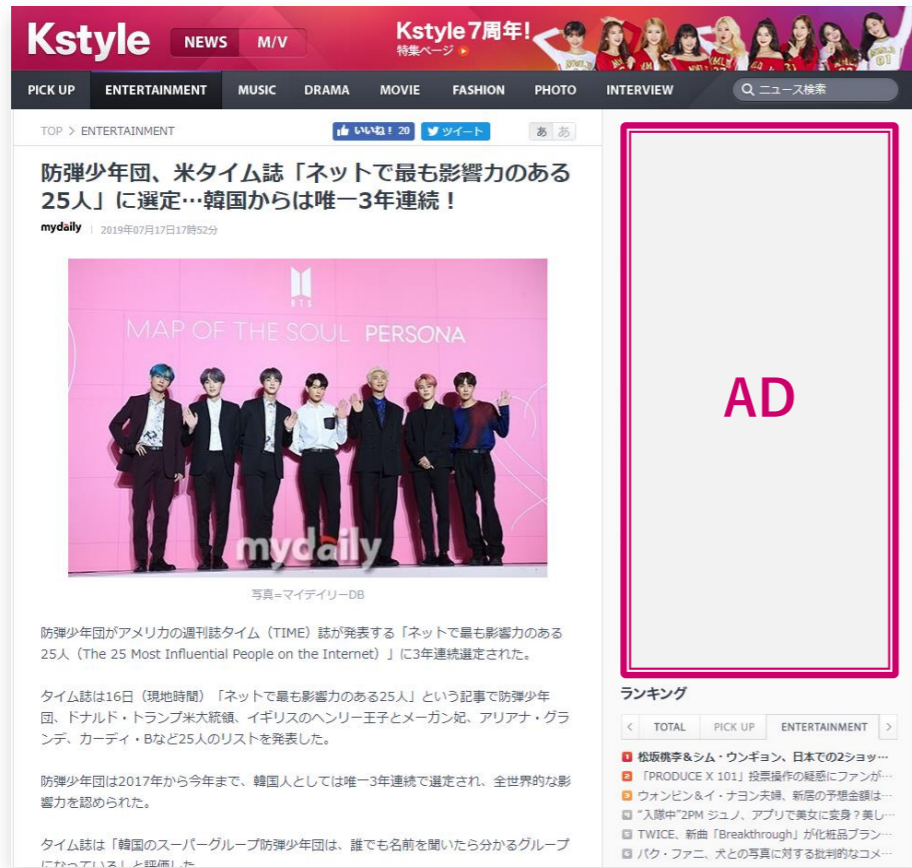 Kstyle NEWS M/V
Kstyle7周年!
特集ページ
PICK UP ENTERTAINMENT MUSIC DRAMA MOVIE FASHION PHOTO INTERVIEW ニュース検索
TOP > ENTERTAINMENT いいね! 20 ツイート あ あ
防弾少年団、米タイム誌「ネットで最も影響力のある
25人」に選定…韓国からは唯一3年連続！
mydaily | 2019年07月17日17時52分
BTS
MAP OF THE SOUL PERSONA
mydaily
写真=マイデイリーDB
防弾少年団がアメリカの週刊誌タイム（TIME）誌が発表する「ネットで最も影響力のある
25人（The 25 Most Influential People on the Internet）」に3年連続選定された。
タイム誌は16日（現地時間）「ネットで最も影響力のある25人」という記事で防弾少年
団、ドナルド・トランプ米大統領、イギリスのヘンリー王子とメーガン妃、アリアナ・グラ
ンデ、カーディ・Bなど25人のリストを発表した。
防弾少年団は2017年から今年まで、韓国人としては唯一3年連続で選定され、全世界的な影
響力を認められた。
タイム誌は「韓国のスーパーグループ防弾少年団は、誰でも名前を聞いたら分かるグループ
になっている」と評価した
AD
ランキング
< TOTAL PICK UP ENTERTAINMENT >
1 松坂桃李&シム・ウンギョン、日本での2ショッ…
2 「PRODUCE X 101」投票操作の疑惑にファンが…
3 ウォンビン&イ・ナヨン夫婦、新居の予想金額は…
4 "入隊中"2PM ジュノ、アプリで美女に変身？美し…
5 TWICE、新曲「Breakthrough」が化粧品ブラン…
6 パク・ファニ、犬との写真に対する批判的なコメ…